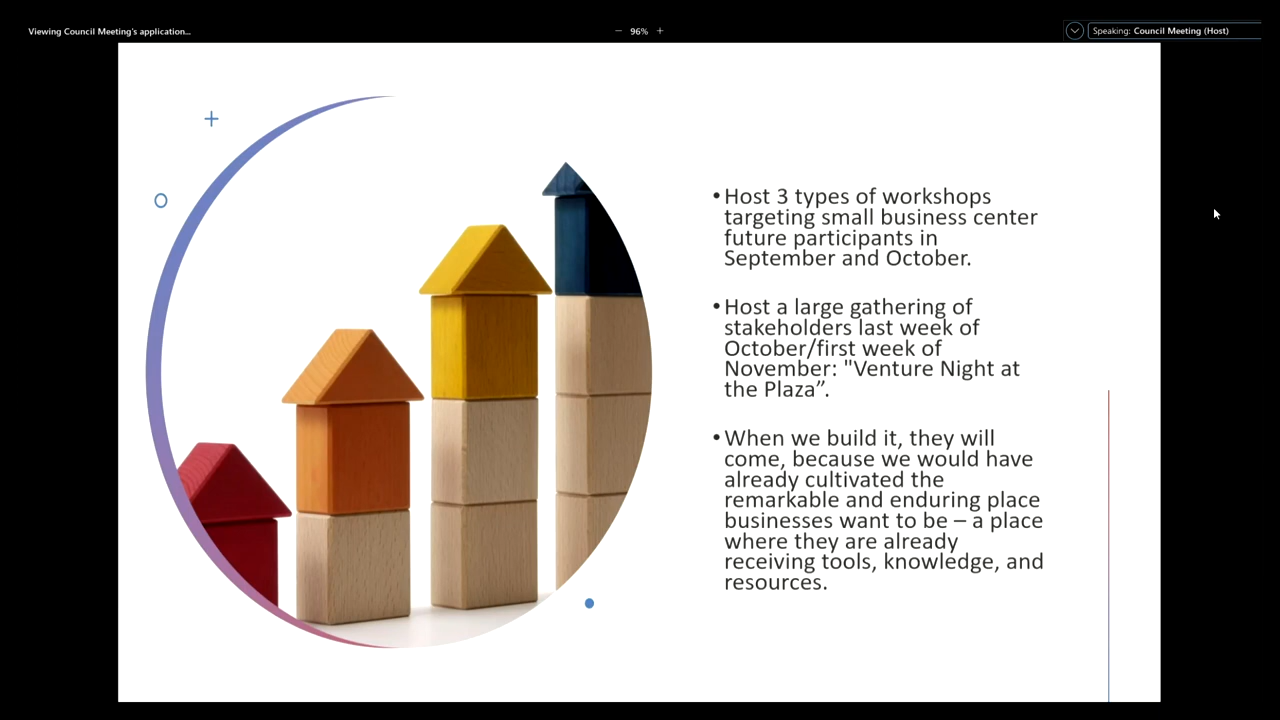 Viewing Council Meeting's application...
− 96% +
Speaking: Council Meeting (Host)
•Host 3 types of workshops
targeting small business center
future participants in
September and October.
•Host a large gathering of
stakeholders last week of
October/first week of
November: "Venture Night at
the Plaza”.
•When we build it, they will
come, because we would have
already cultivated the
remarkable and enduring place
businesses want to be – a place
where they are already
receiving tools, knowledge, and
resources.